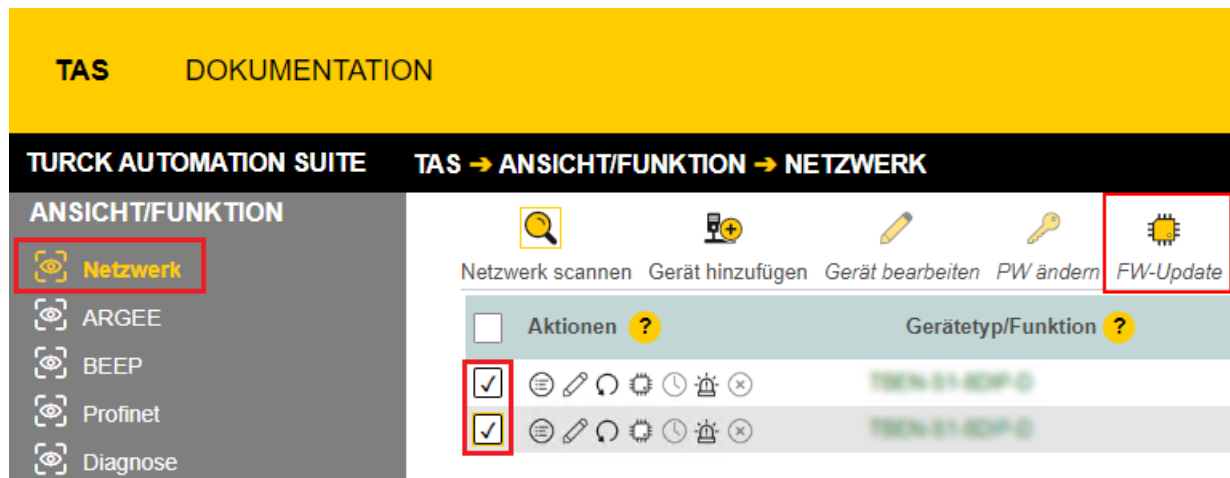 TAS DOKUMENTATION
TURCK AUTOMATION SUITE TAS ➔ ANSICHT/FUNKTION ➔ NETZWERK
ANSICHT/FUNKTION
Netzwerk
ARGEE
BEEP
Profinet
Diagnose
Netzwerk scannen Gerät hinzufügen Gerät bearbeiten PW ändern FW-Update
Aktionen ? Gerätetyp/Funktion ?